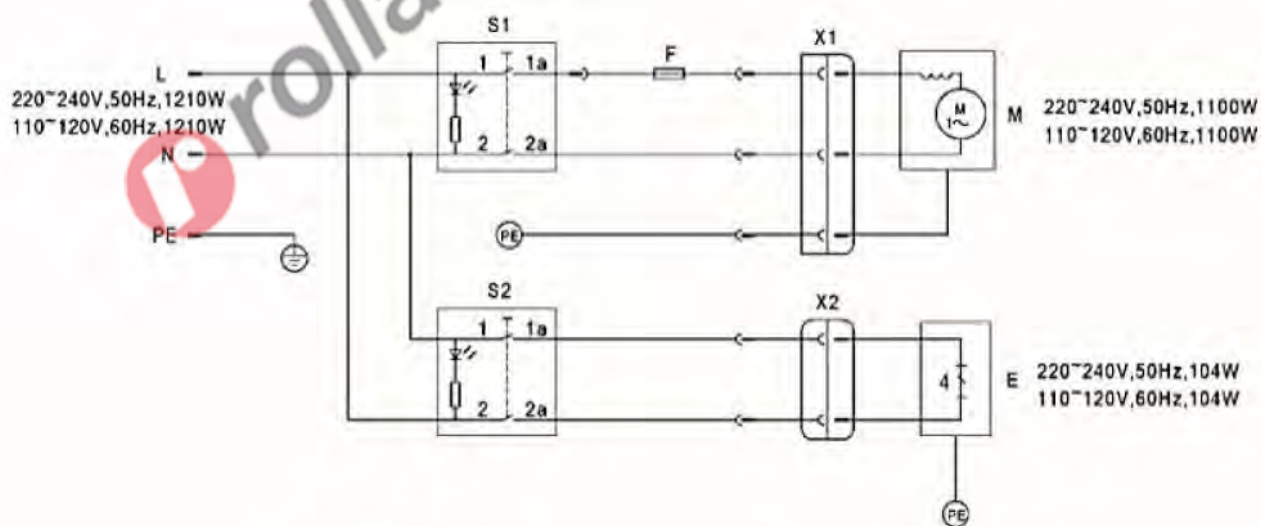 rolla
S1
1 1a
F
X1
L
220~240V,50Hz,1210W
110~120V,60Hz,1210W
M
1~
M
220~240V,50Hz,1100W
110~120V,60Hz,1100W
N
2 2a
PE
PE
S2
1 1a
X2
4
E
220~240V,50Hz,104W
110~120V,60Hz,104W
2 2a
PE